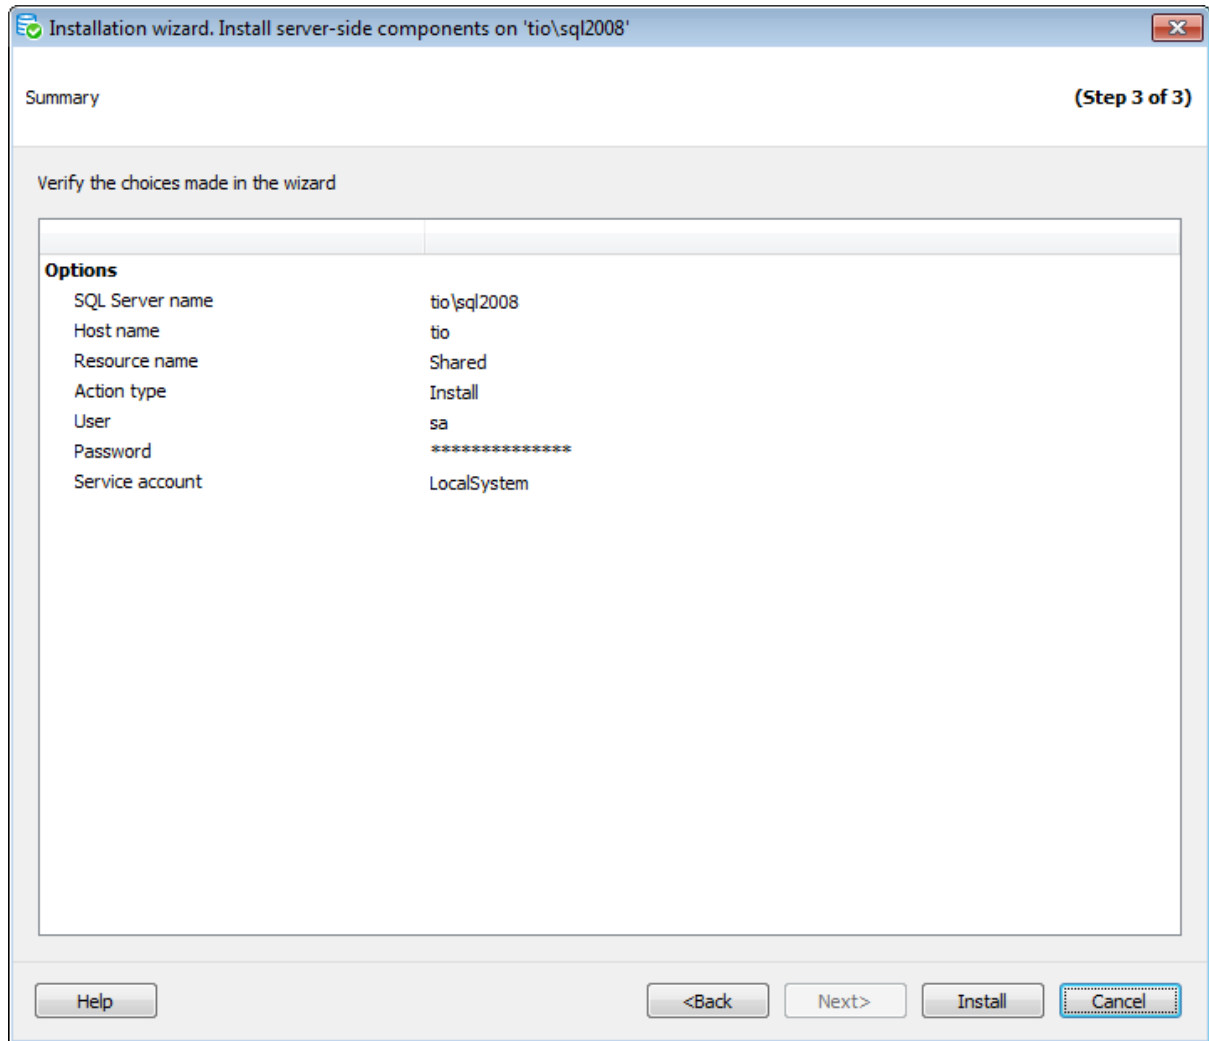 Installation wizard. Install server-side components on 'tio\sql2008'
Summary
(Step 3 of 3)
Verify the choices made in the wizard
Options
SQL Server name tio\sql2008
Host name tio
Resource name Shared
Action type Install
User sa
Password **************
Service account LocalSystem
Help <Back Next> Install Cancel